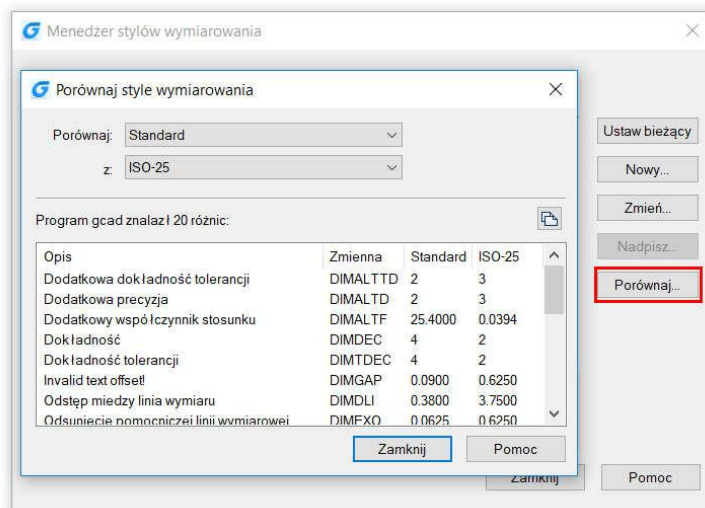 Menedżer stylów wymiarowania
Porównaj style wymiarowania
Porównaj: Standard
z: ISO-25
Program gcad znalazł 20 różnic:
Opis Zmienna Standard ISO-25
Dodatkowa dokładność tolerancji DIMALTTD 2 3
Dodatkowa precyzja DIMALTD 2 3
Dodatkowy współczynnik stosunku DIMALTF 25.4000 0.0394
Dokładność DIMDEC 4 2
Dokładność tolerancji DIMTDEC 4 2
Invalid text offset! DIMGAP 0.0900 0.6250
Odstęp miedzy linia wymiaru DIMDLI 0.3800 3.7500
Odsuniecie pomocniczej linii wymiarowej DIMEXO 0.0625 0.6250
Zamknij Pomoc
Ustaw bieżący
Nowy...
Zmień...
Nadpisz...
Porównaj...
Zamknij Pomoc